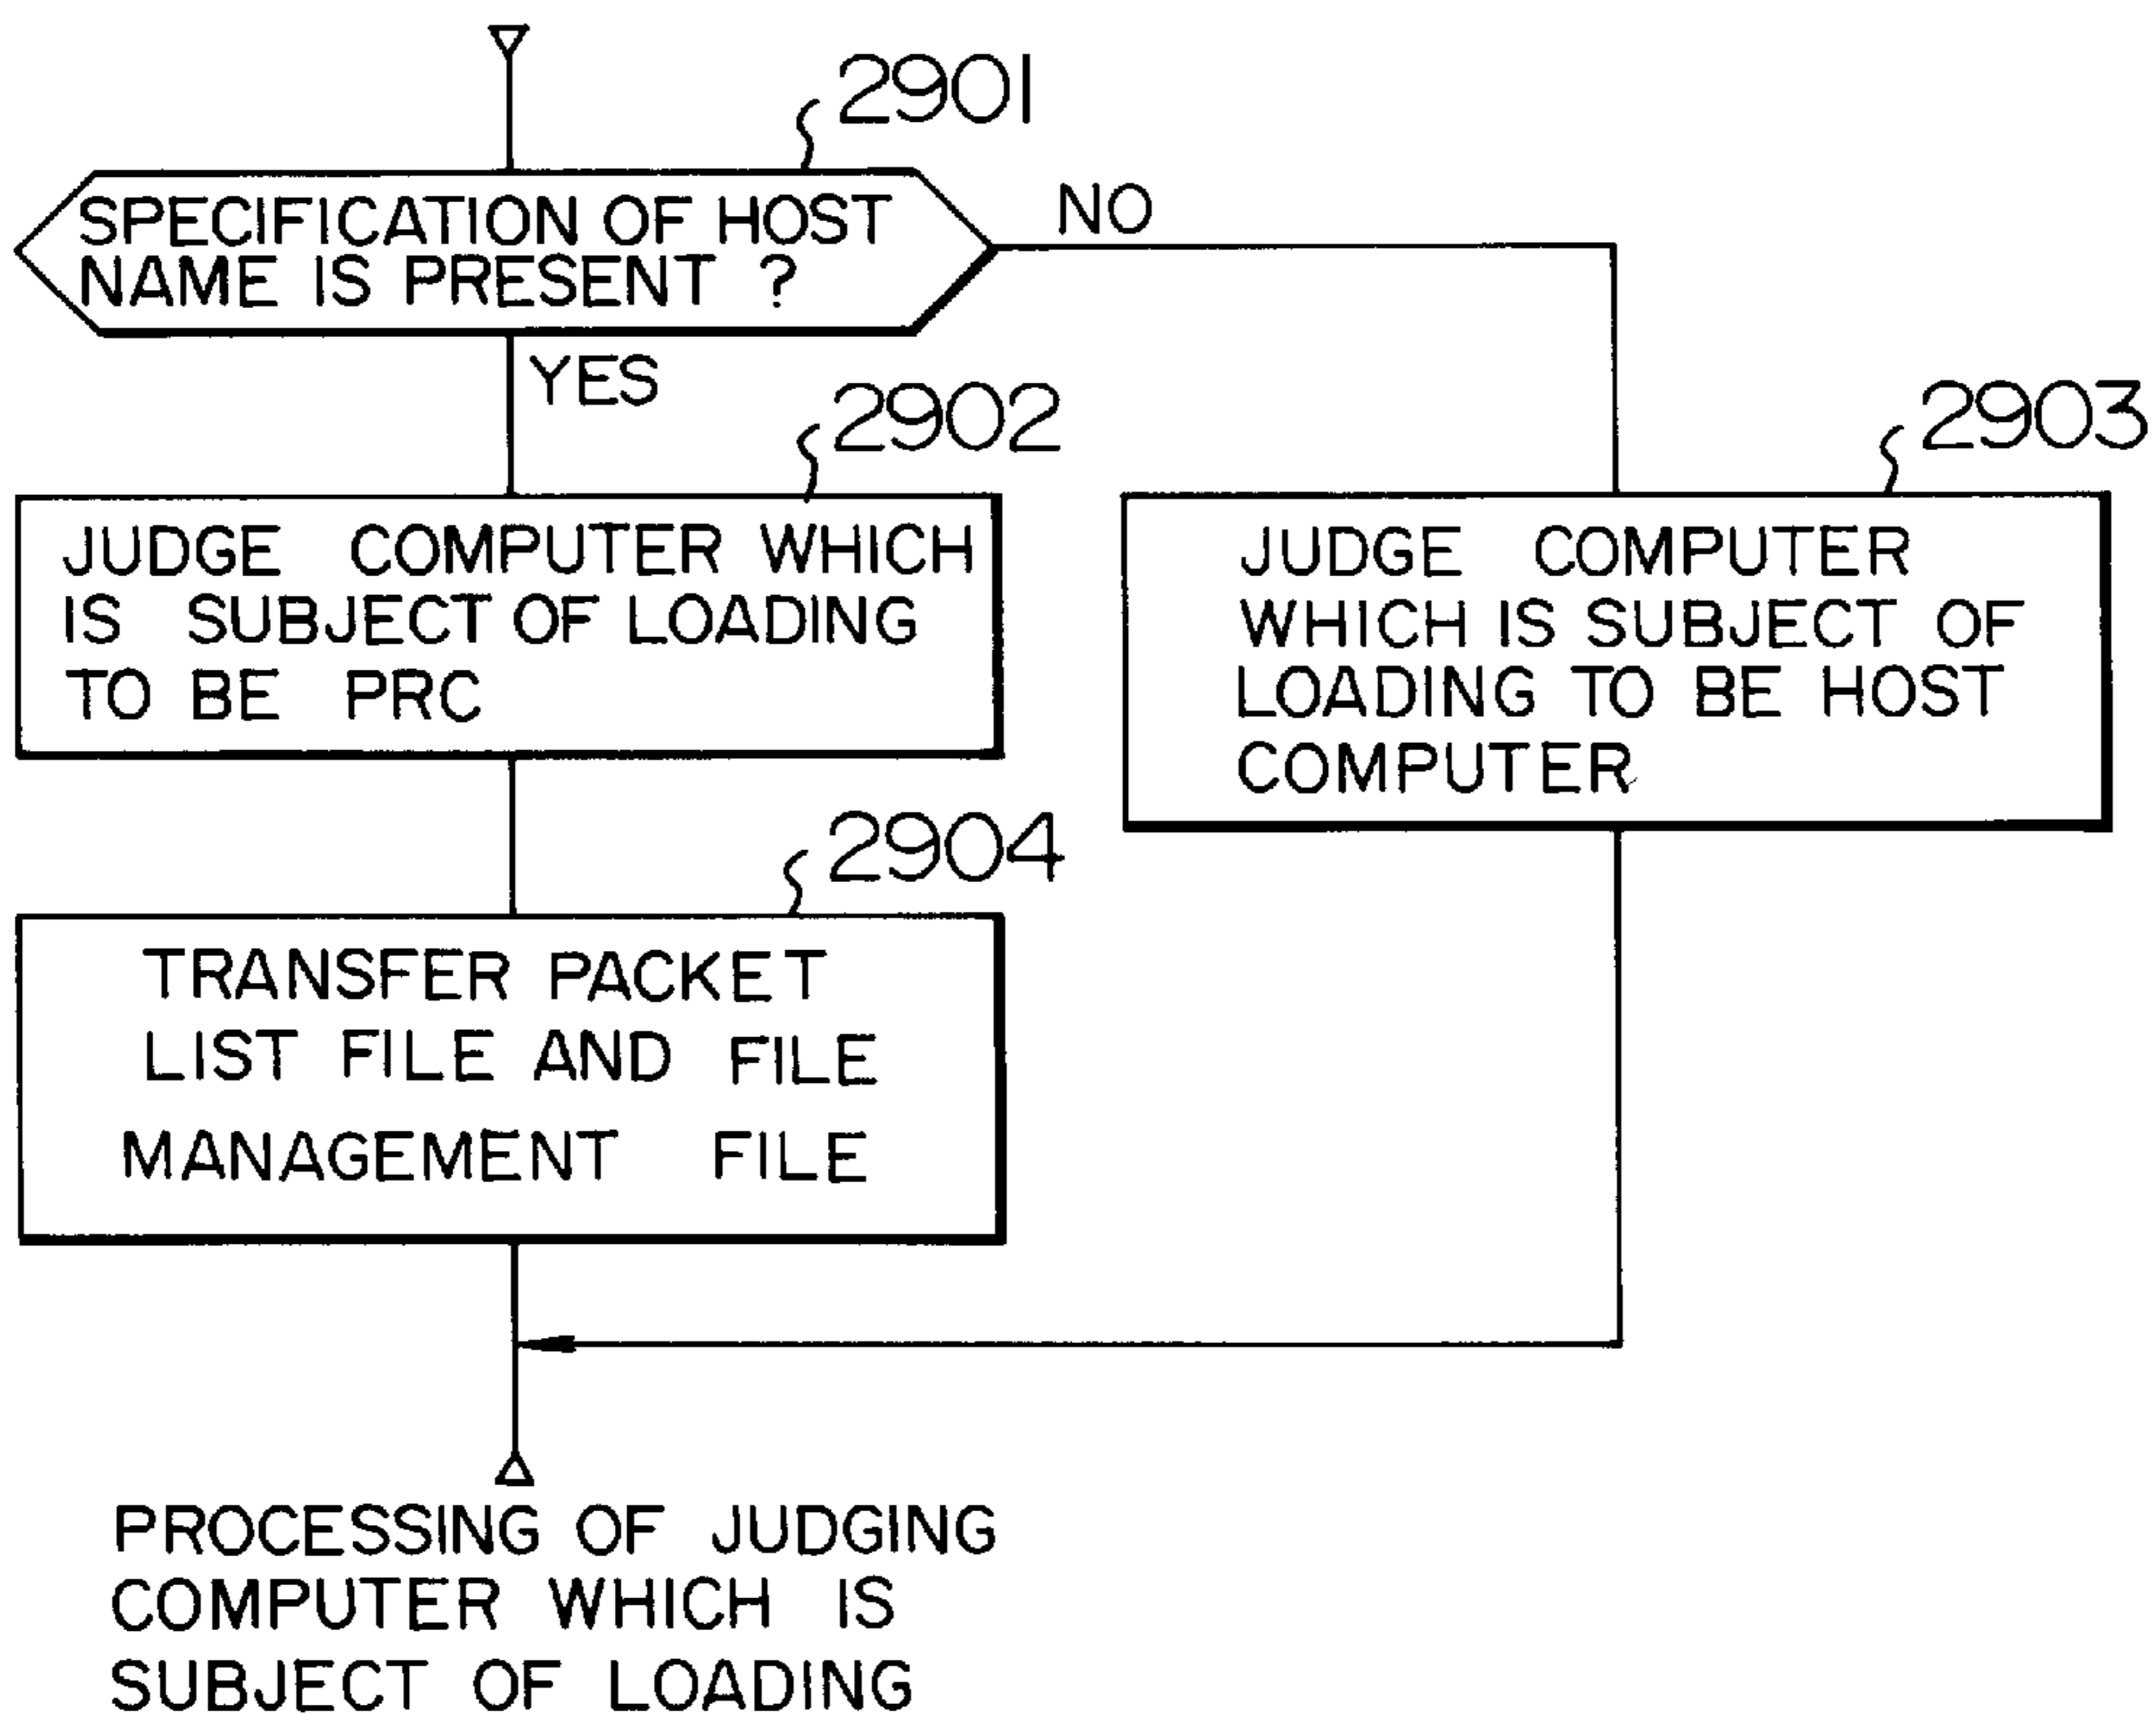 2901
SPECIFICATION OF HOST
NAME IS PRESENT ?
NO
YES
2902
JUDGE COMPUTER WHICH
IS SUBJECT OF LOADING
TO BE PRC
2903
JUDGE COMPUTER
WHICH IS SUBJECT OF
LOADING TO BE HOST
COMPUTER
2904
TRANSFER PACKET
LIST FILE AND FILE
MANAGEMENT FILE
PROCESSING OF JUDGING
COMPUTER WHICH IS
SUBJECT OF LOADING